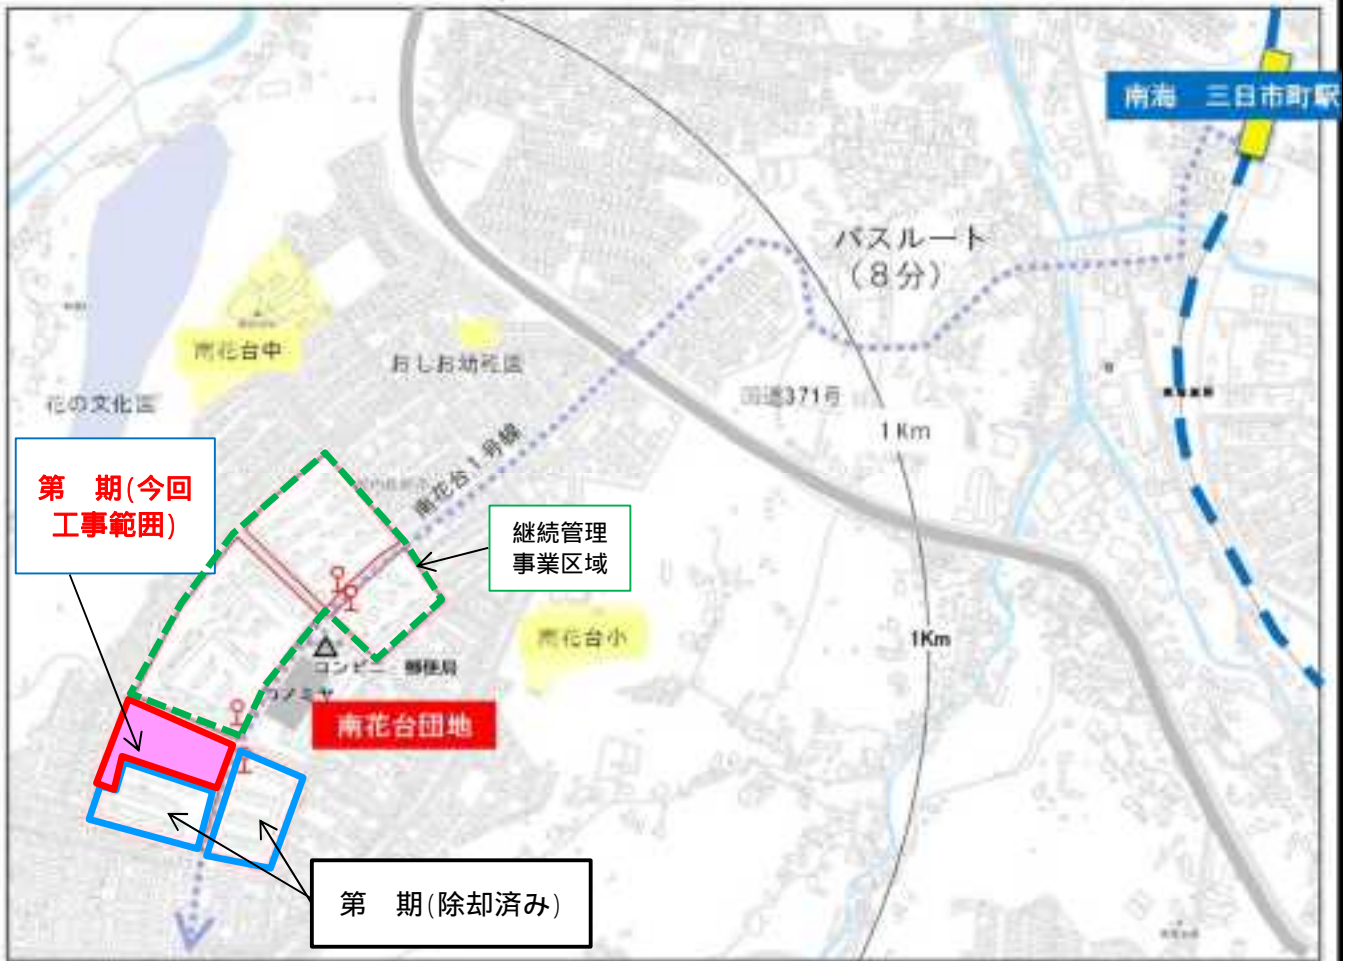 南海 三日市町駅
バスルート
（８分）
南花台中
おしお幼稚園
花の文化園
国道371号
１Km
南花台１号線
第 期(今回
工事範囲)
継続管理
事業区域
南花台小
1Km
コンビニ 郵便局
コノミヤ
南花台団地
第 期(除却済み)